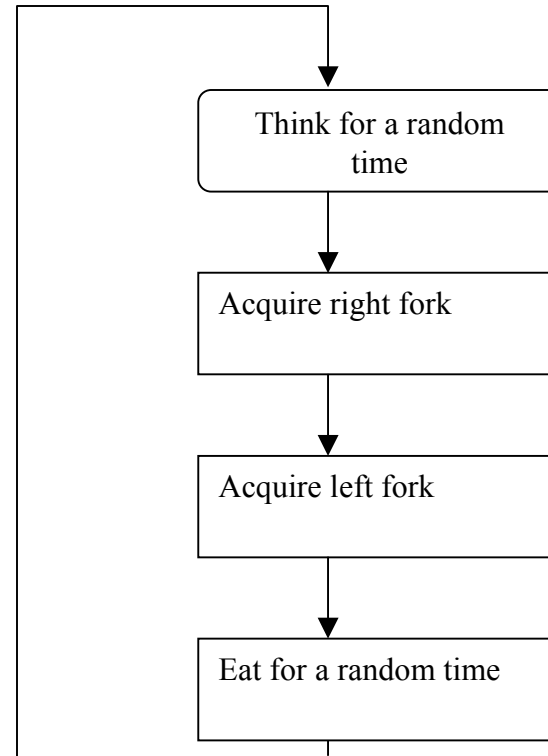 Think for a random
time
Acquire right fork
Acquire left fork
Eat for a random time